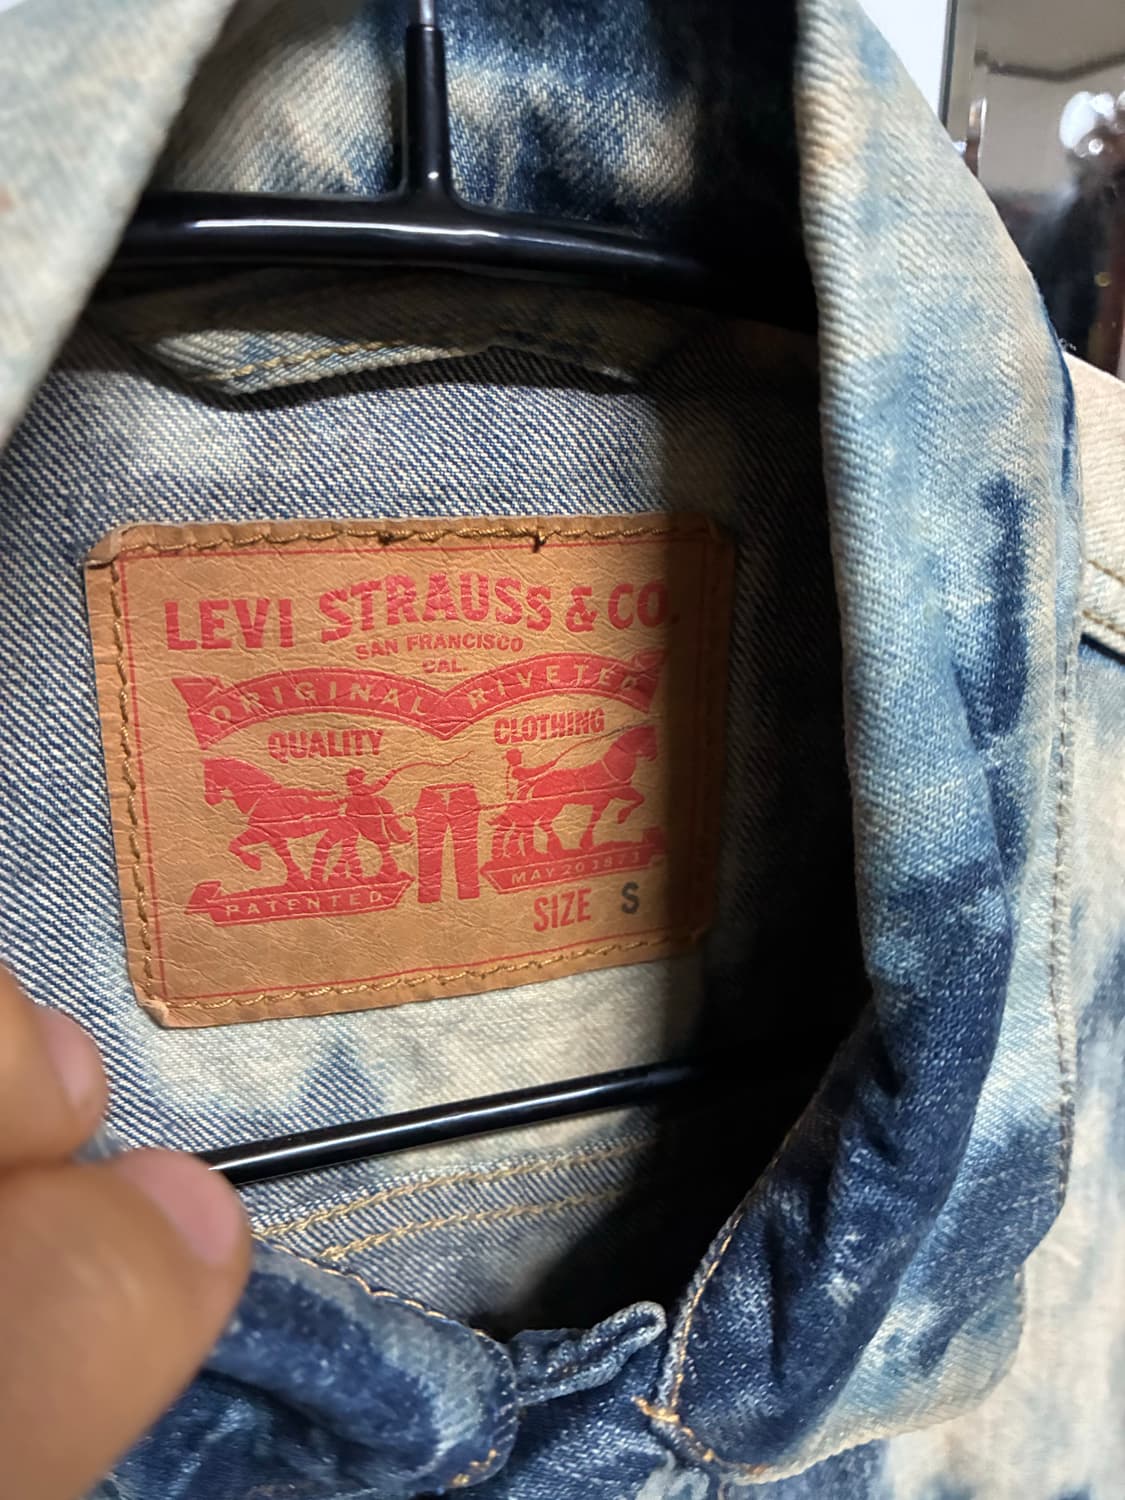 LEVI STRAUSS & CO.
SAN FRANCISCO
CAL.
ORIGINAL RIVETED
QUALITY CLOTHING
MAY 20 1873
PATENTED
SIZE S